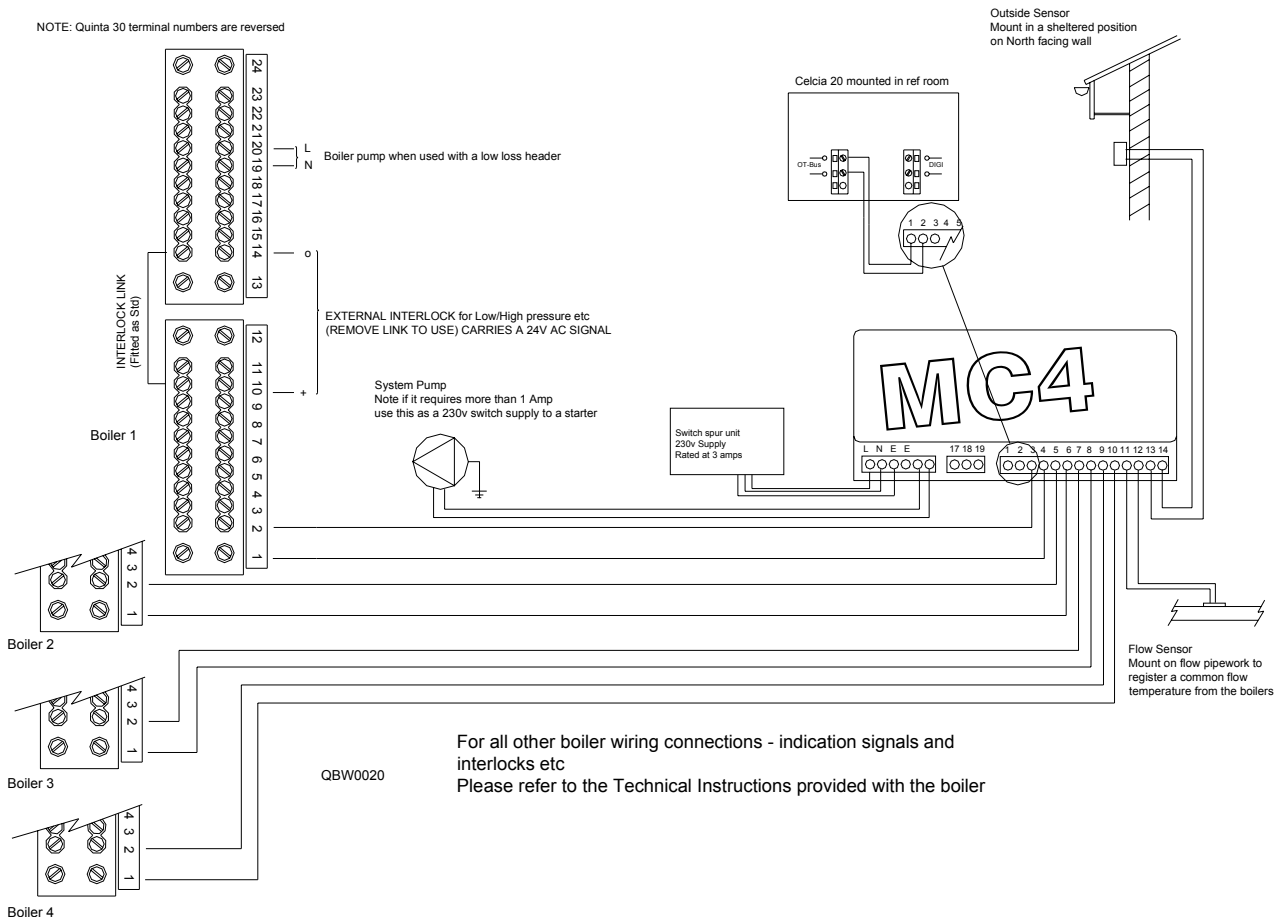 NOTE: Quinta 30 terminal numbers are reversed
24
23
22
21
20
19
18
17
16
15
14
13
L
N
Boiler pump when used with a low loss header
o
INTERLOCK LINK
(Fitted as Std)
EXTERNAL INTERLOCK for Low/High pressure etc
(REMOVE LINK TO USE) CARRIES A 24V AC SIGNAL
12
11
10
9
8
7
6
5
4
3
2
1
+
Boiler 1
System Pump
Note if it requires more than 1 Amp
use this as a 230v switch supply to a starter
Switch spur unit
230v Supply
Rated at 3 amps
Celcia 20 mounted in ref room
OT-Bus
DIGI
1 2 3 4 5
Outside Sensor
Mount in a sheltered position
on North facing wall
MC4
L N E E
17 18 19
1 2 3 4 5 6 7 8 9 10 11 12 13 14
4
3
2
1
Boiler 2
4
3
2
1
Boiler 3
4
3
2
1
Boiler 4
Flow Sensor
Mount on flow pipework to
register a common flow
temperature from the boilers
QBW0020
For all other boiler wiring connections - indication signals and
interlocks etc
Please refer to the Technical Instructions provided with the boiler